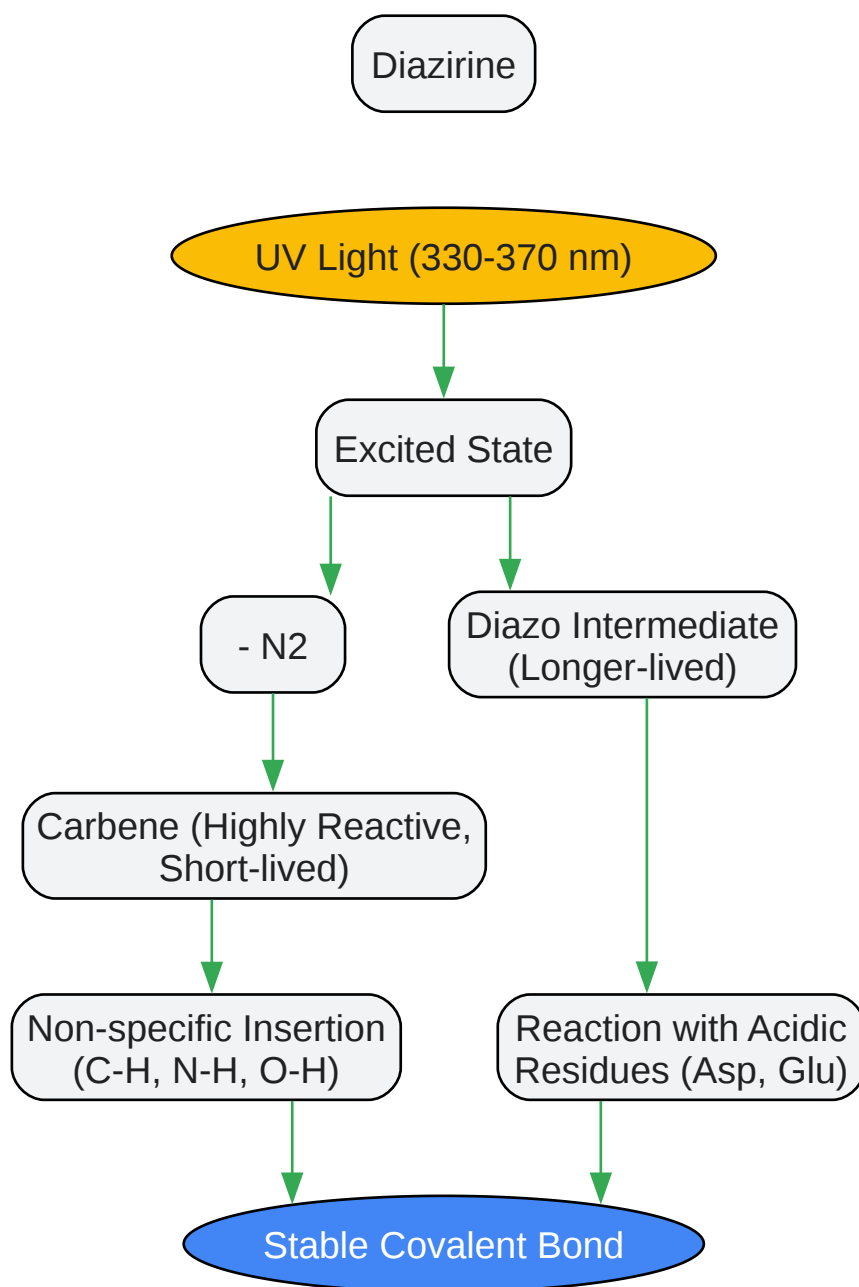 Diazirine
UV Light (330-370 nm)
Excited State
- N2
Diazo Intermediate
(Longer-lived)
Carbene (Highly Reactive,
Short-lived)
Non-specific Insertion
(C-H, N-H, O-H)
Reaction with Acidic
Residues (Asp, Glu)
Stable Covalent Bond